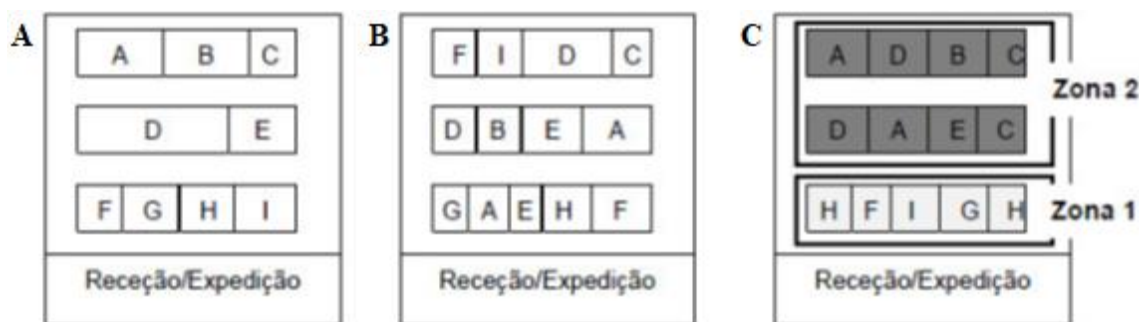 A
A B C
D E
F G H I
Receção/Expedição
B
F I D C
D B E A
G A E H F
Receção/Expedição
C
A D B C
Zona 2
D A E C
H F I G H
Zona 1
Receção/Expedição